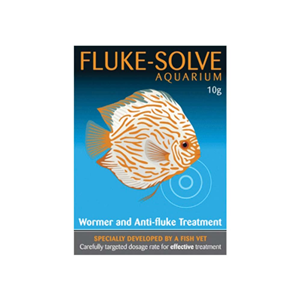 FLUKE-SOLVE
AQUARIUM
10g
Wormer and Anti-fluke Treatment
SPECIALLY DEVELOPED BY A FISH VET
Carefully targeted dosage rate for effective treatment